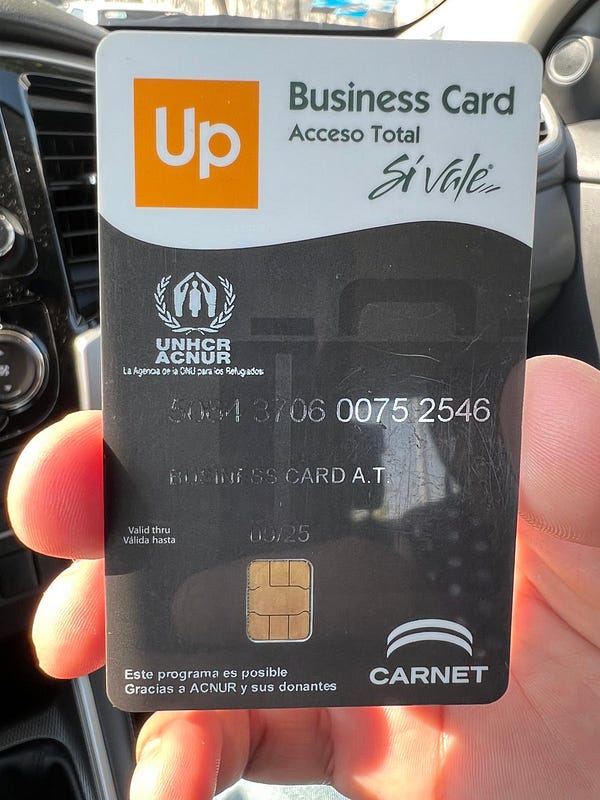 Up
Business Card
Acceso Total
Sí Vale
UNHCR
ACNUR
La Agencia de la ONU para los Refugiados
3706 0075 2546
BUSINESS CARD A.T.
Valid thru
Válida hasta
CARNET
Este programa es posible
Gracias a ACNUR y sus donantes